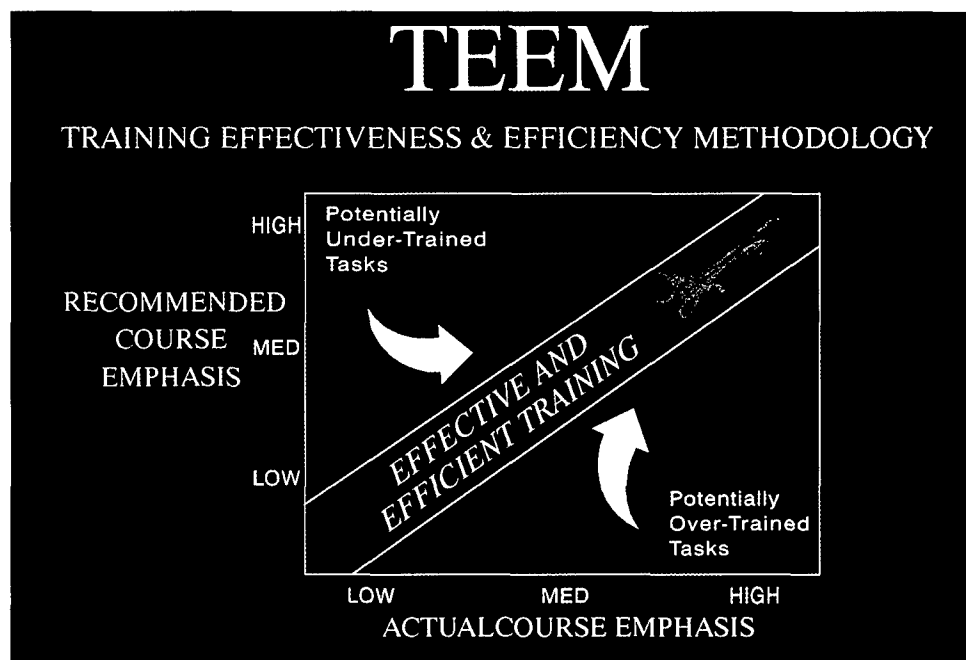 TEEM
TRAINING EFFECTIVENESS & EFFICIENCY METHODOLOGY
HIGH
Potentially
Under-Trained
Tasks
RECOMMENDED
COURSE
EMPHASIS
MED
EFFECTIVE AND
EFFICIENT TRAINING
LOW
Potentially
Over-Trained
Tasks
LOW
MED
HIGH
ACTUALCOURSE EMPHASIS